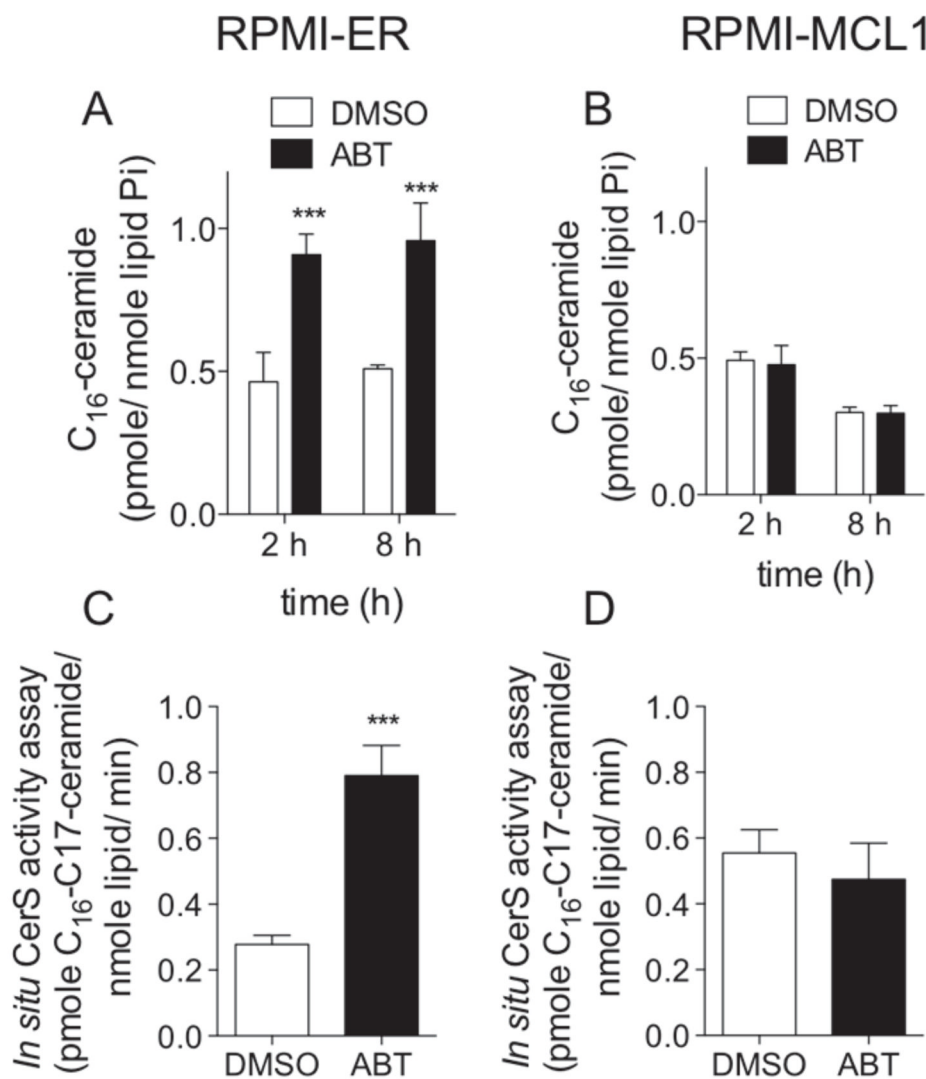 RPMI-ER
RPMI-MCL1
A
DMSO
ABT
C16-ceramide
(pmole/ nmole lipid Pi)
1.0
0.5
0.0
***
***
2 h
8 h
time (h)
B
DMSO
ABT
C16-ceramide
(pmole/ nmole lipid Pi)
1.0
0.5
0.0
2 h
8 h
time (h)
C
In situ CerS activity assay
(pmole C16-C17-ceramide/
nmole lipid/ min)
1.0
0.8
0.6
0.4
0.2
0.0
***
DMSO
ABT
D
In situ CerS activity assay
(pmole C16-C17-ceramide/
nmole lipid/ min)
1.0
0.8
0.6
0.4
0.2
0.0
DMSO
ABT